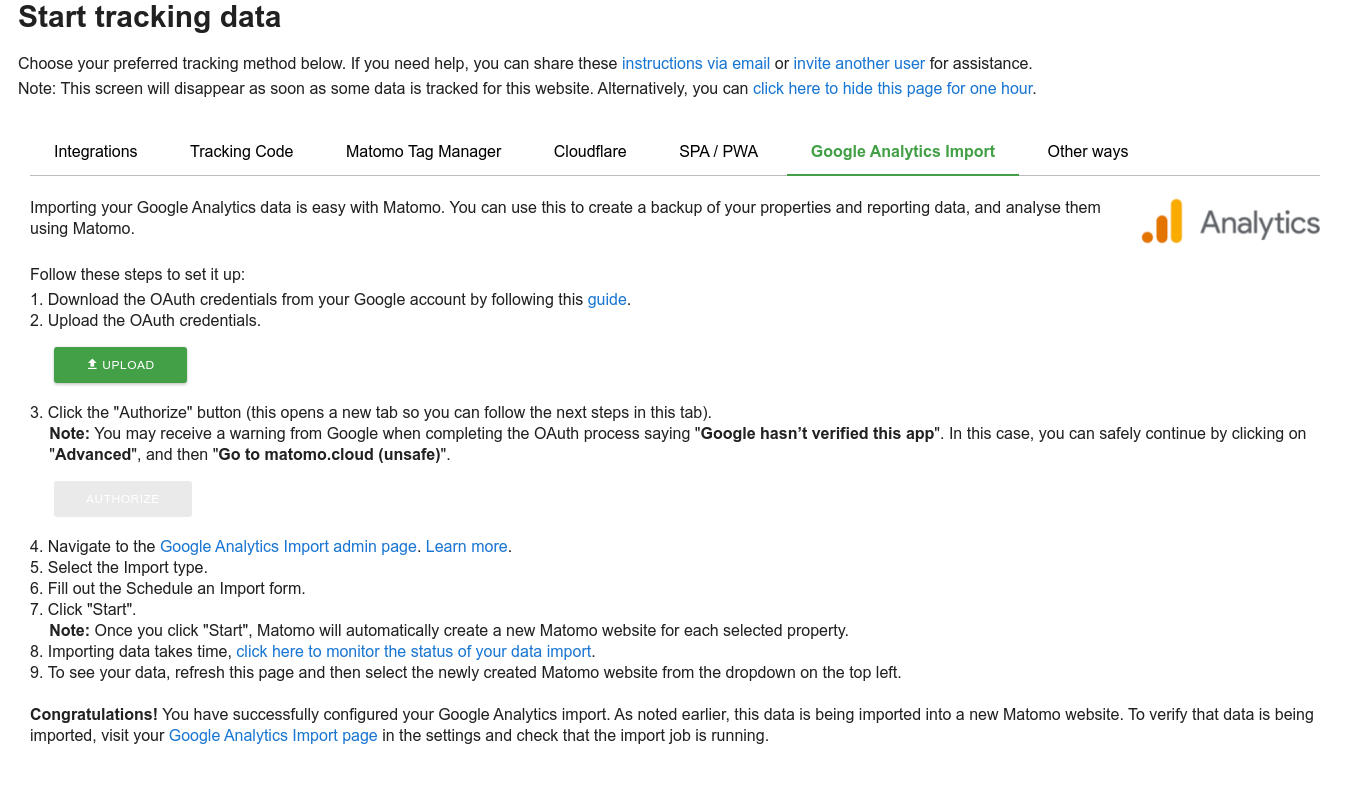 Start tracking data
Choose your preferred tracking method below. If you need help, you can share these instructions via email or invite another user for assistance.
Note: This screen will disappear as soon as some data is tracked for this website. Alternatively, you can click here to hide this page for one hour.
Integrations Tracking Code Matomo Tag Manager Cloudflare SPA / PWA Google Analytics Import Other ways
Importing your Google Analytics data is easy with Matomo. You can use this to create a backup of your properties and reporting data, and analyse them
using Matomo.
Analytics
Follow these steps to set it up:
1. Download the OAuth credentials from your Google account by following this guide.
2. Upload the OAuth credentials.
UPLOAD
3. Click the "Authorize" button (this opens a new tab so you can follow the next steps in this tab).
Note: You may receive a warning from Google when completing the OAuth process saying "Google hasn’t verified this app". In this case, you can safely continue by clicking on
"Advanced", and then "Go to matomo.cloud (unsafe)".
AUTHORIZE
4. Navigate to the Google Analytics Import admin page. Learn more.
5. Select the Import type.
6. Fill out the Schedule an Import form.
7. Click "Start".
Note: Once you click "Start", Matomo will automatically create a new Matomo website for each selected property.
8. Importing data takes time, click here to monitor the status of your data import.
9. To see your data, refresh this page and then select the newly created Matomo website from the dropdown on the top left.
Congratulations! You have successfully configured your Google Analytics import. As noted earlier, this data is being imported into a new Matomo website. To verify that data is being
imported, visit your Google Analytics Import page in the settings and check that the import job is running.